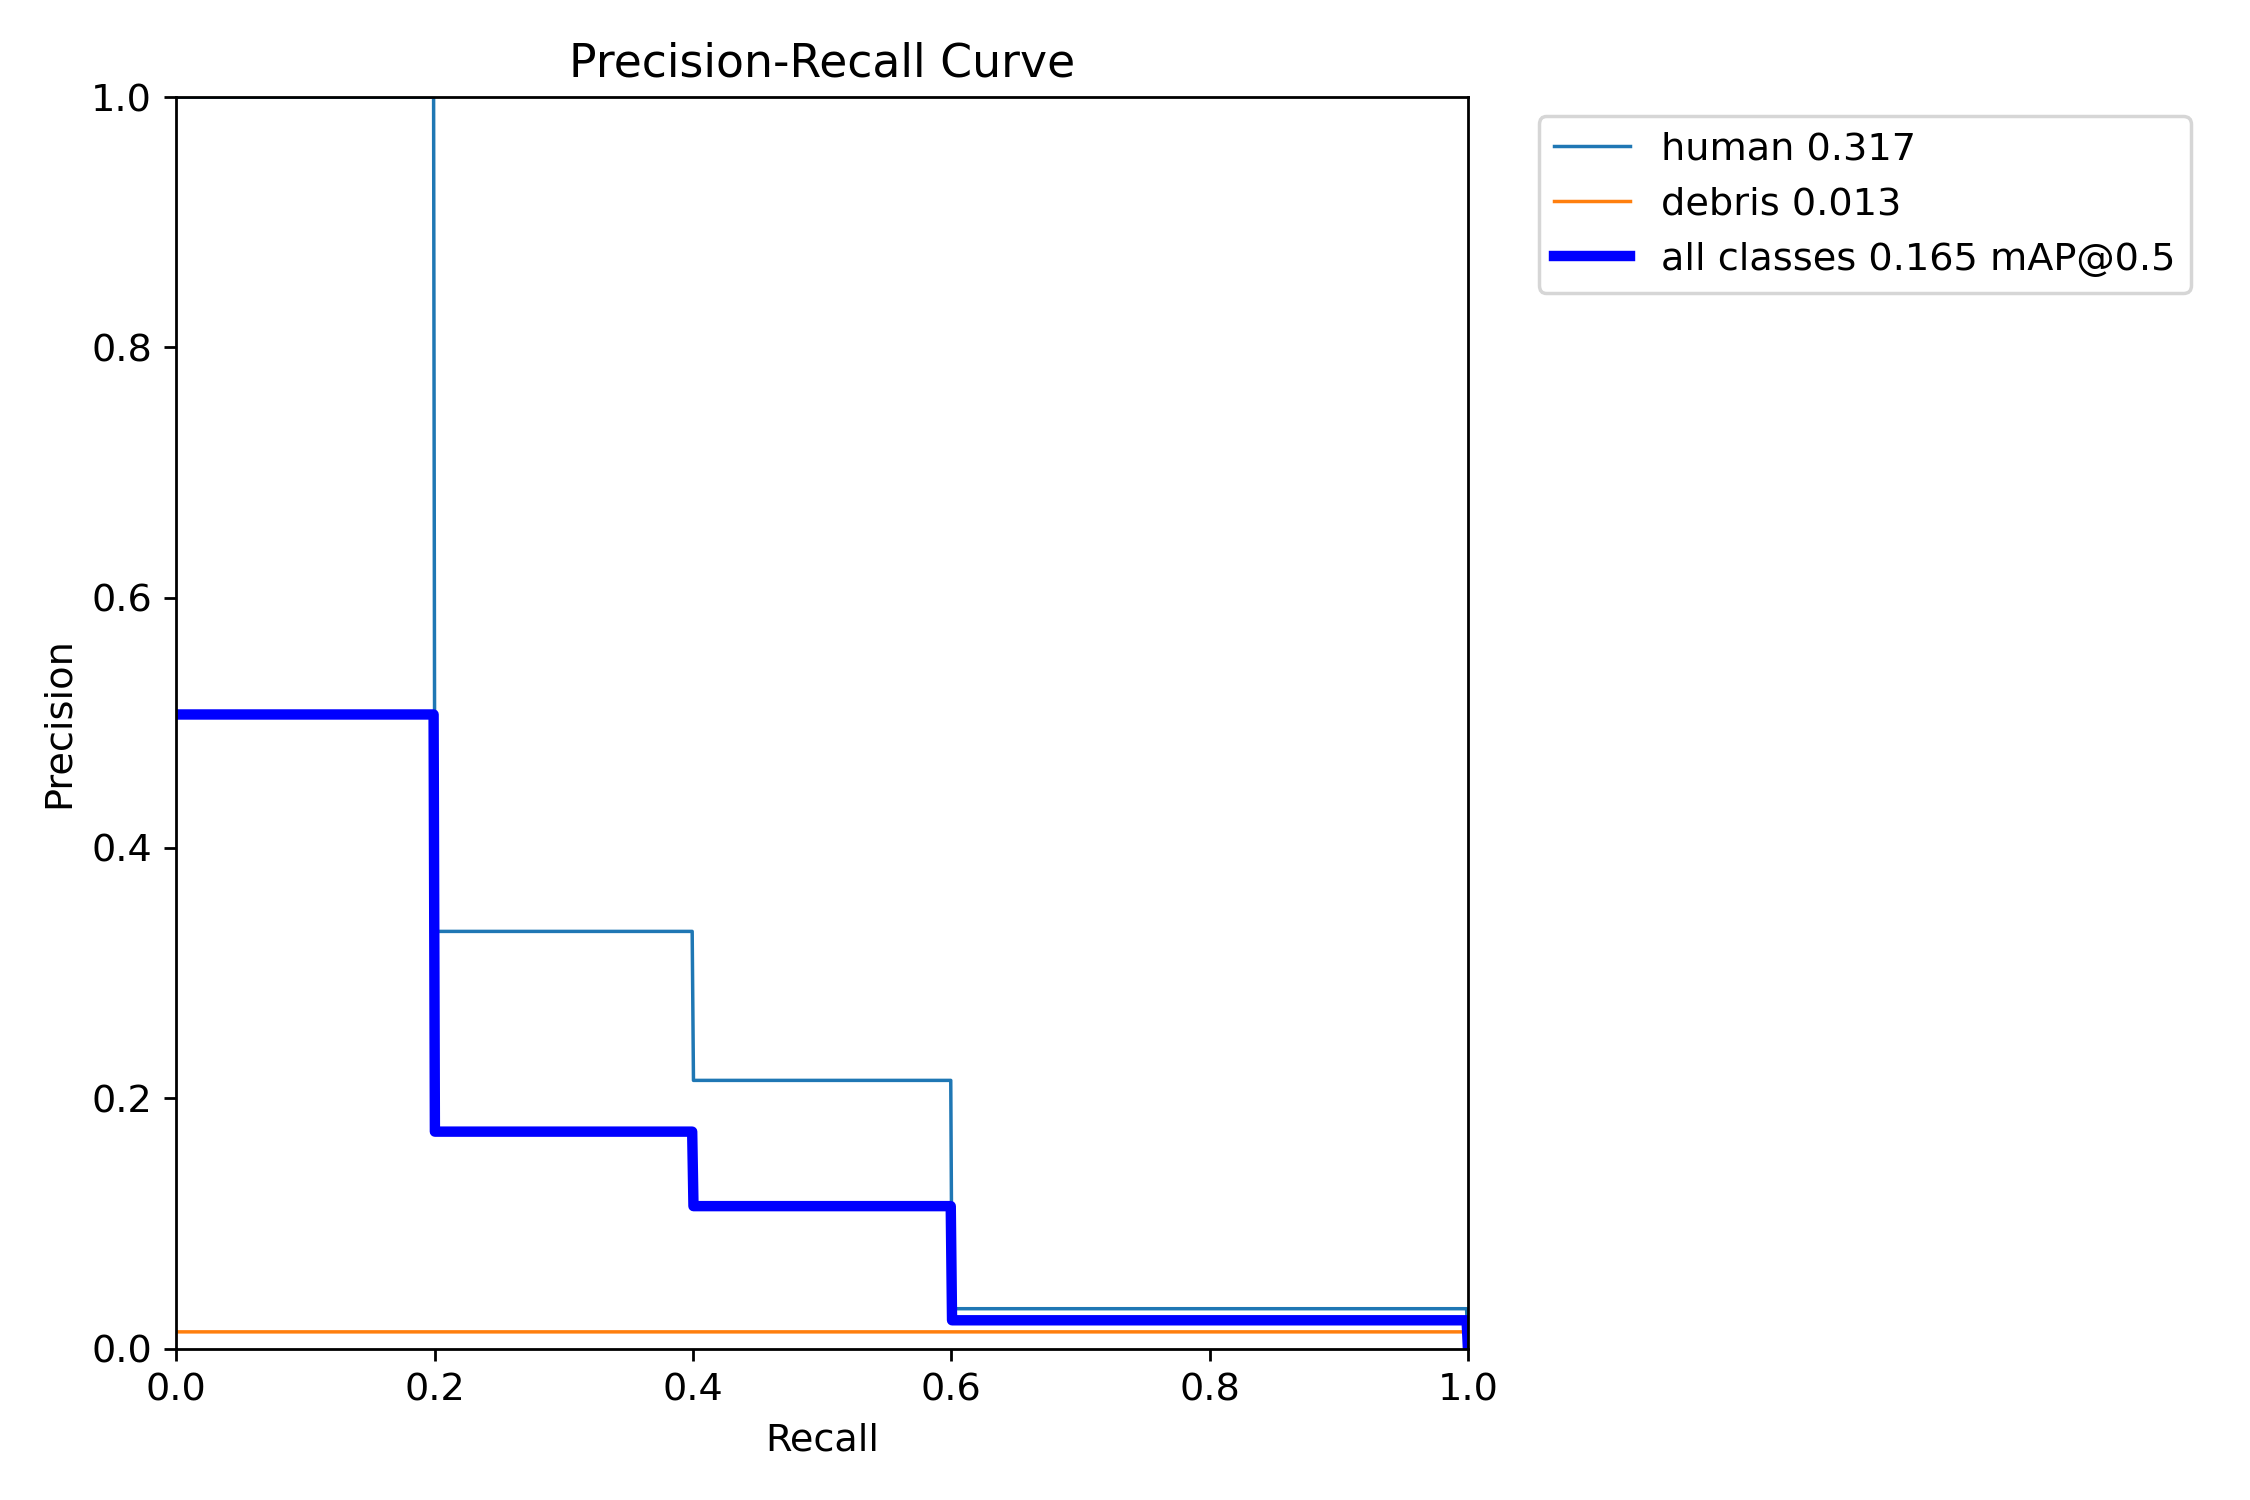 Precision-Recall Curve
1.0
0.8
0.6
0.4
0.2
0.0
Precision
0.0 0.2 0.4 0.6 0.8 1.0
Recall
human 0.317
debris 0.013
all classes 0.165 mAP@0.5